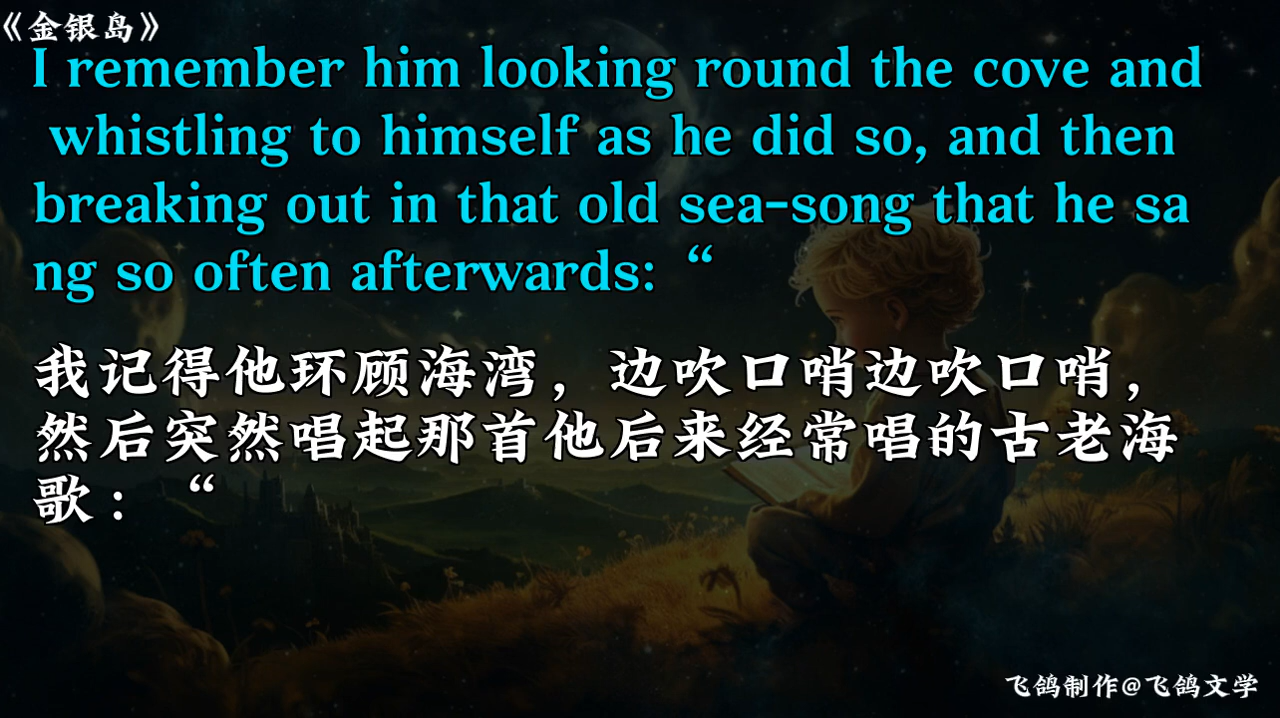 《金银岛》
I remember him looking round the cove and
whistling to himself as he did so, and then
breaking out in that old sea-song that he sa
ng so often afterwards: “
我记得他环顾海湾，边吹口哨边吹口哨，
然后突然唱起那首他后来经常唱的古老海
歌：“
飞鸽制作@飞鸽文学